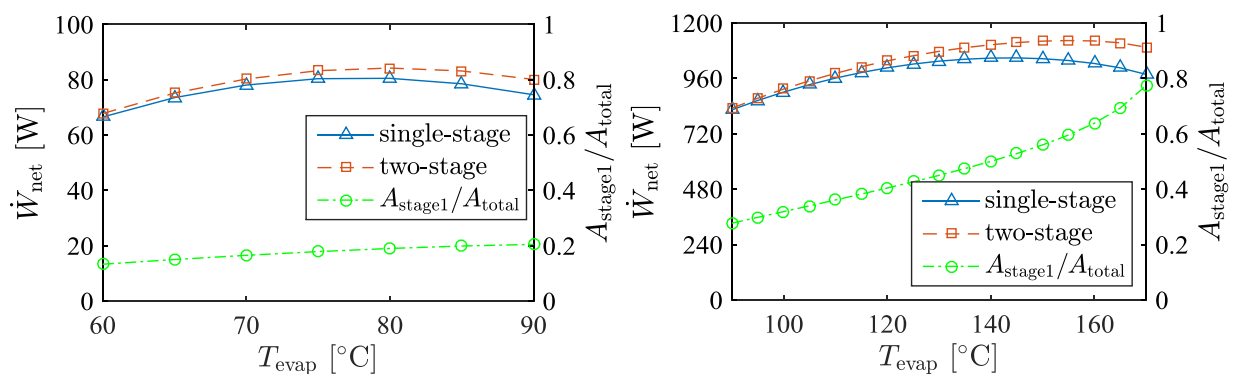 100
80
60
40
20
0
Ẇnet [W]
1
0.8
0.6
0.4
0.2
0
Astage1/Atotal
60
70
80
90
Tevap [°C]
single-stage
two-stage
Astage1/Atotal
1200
960
720
480
240
0
Ẇnet [W]
1
0.8
0.6
0.4
0.2
0
Astage1/Atotal
100
120
140
160
Tevap [°C]
single-stage
two-stage
Astage1/Atotal